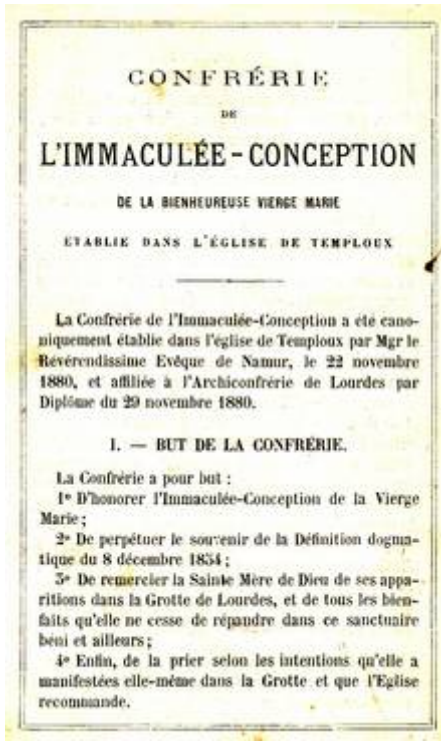 CONFRÉRIE
DE
L'IMMACULÉE-CONCEPTION
DE LA BIENHEUREUSE VIERGE MARIE
ETABLIE DANS L'ÉGLISE DE TEMPLOUX
La Confrérie de l'Immaculée-Conception a été cano-
niquement établie dans l'église de Temploux par Mgr le
Révérendissime Evêque de Namur, le 22 novembre
1880, et affiliée à l'Archiconfrérie de Lourdes par
Diplôme du 29 novembre 1880.
I. — BUT DE LA CONFRÉRIE.
La Confrérie a pour but :
1° D'honorer l'Immaculée-Conception de la Vierge
Marie ;
2° De perpétuer le souvenir de la Définition dogma-
tique du 8 décembre 1854 ;
3° De remercier la Sainte Mère de Dieu de ses appa-
ritions dans la Grotte de Lourdes, et de tous les bien-
faits qu'elle ne cesse de répandre dans ce sanctuaire
béni et ailleurs ;
4° Enfin, de la prier selon les intentions qu'elle a
manifestées elle-même dans la Grotte et que l'Eglise
recommande.